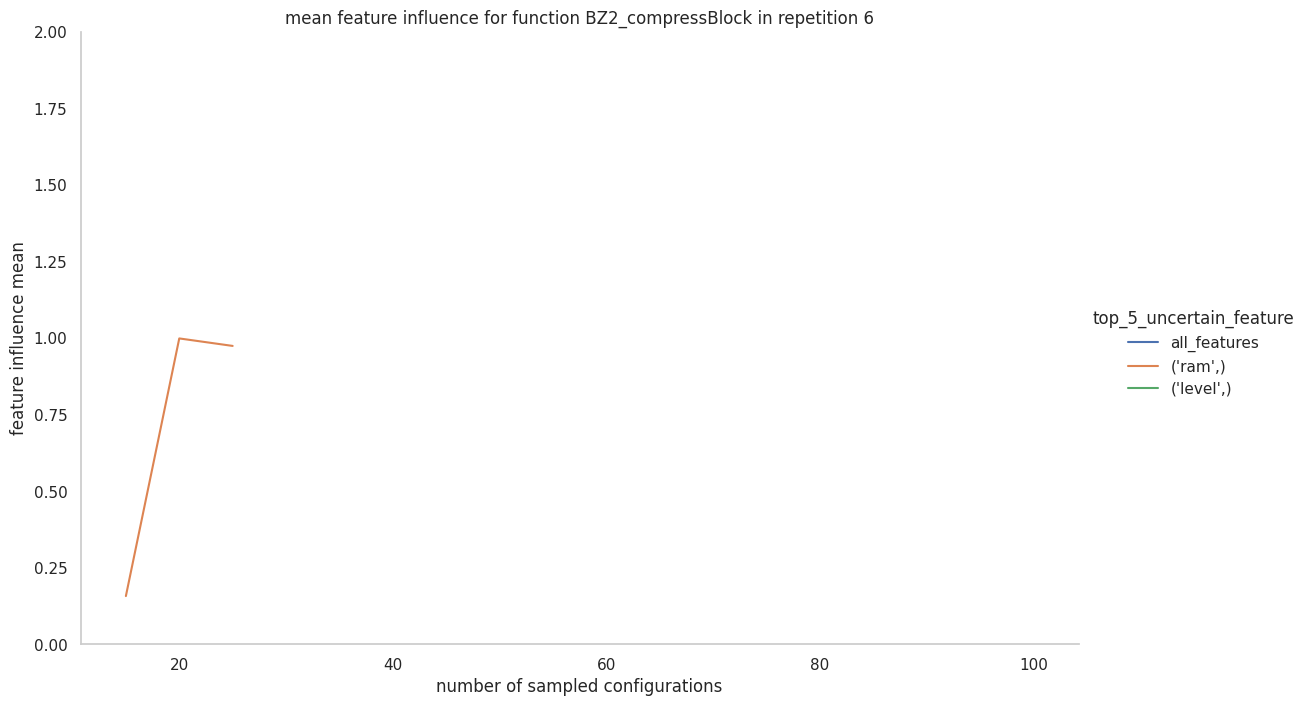 mean feature influence for function BZ2_compressBlock in repetition 6
2.00
1.75
1.50
1.25
1.00
0.75
0.50
0.25
0.00
feature influence mean
20
40
60
80
100
number of sampled configurations
top_5_uncertain_feature
all_features
('ram',)
('level',)